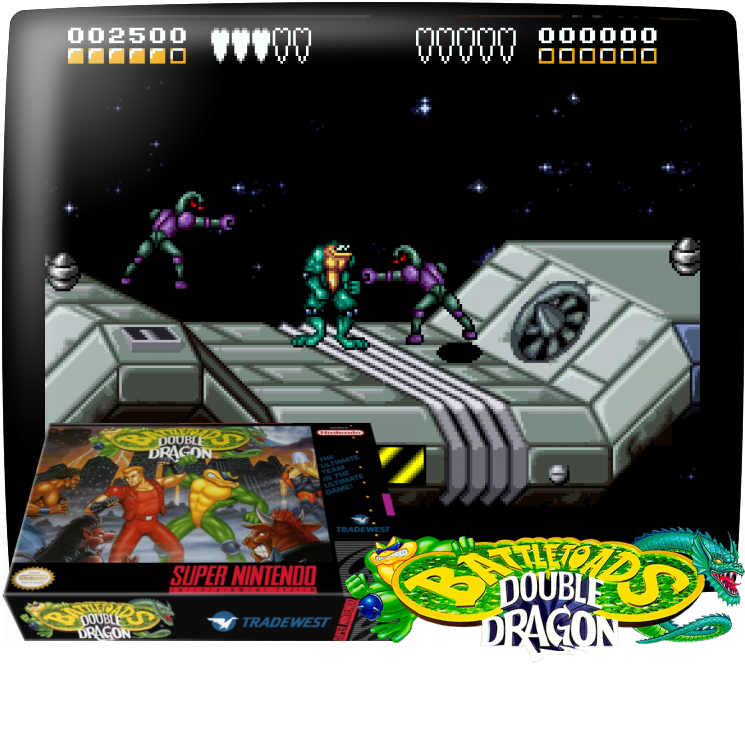 002500
000000
BATTLETOADS
DOUBLE
DRAGON
Nintendo
THE
ULTIMATE
TEAM
IN THE
ULTIMATE
GAME!
TRADEWEST
SUPER NINTENDO
BATTLETOADS
DOUBLE
DRAGON
TRADEWEST
BATTLETOADS
DOUBLE
DRAGON